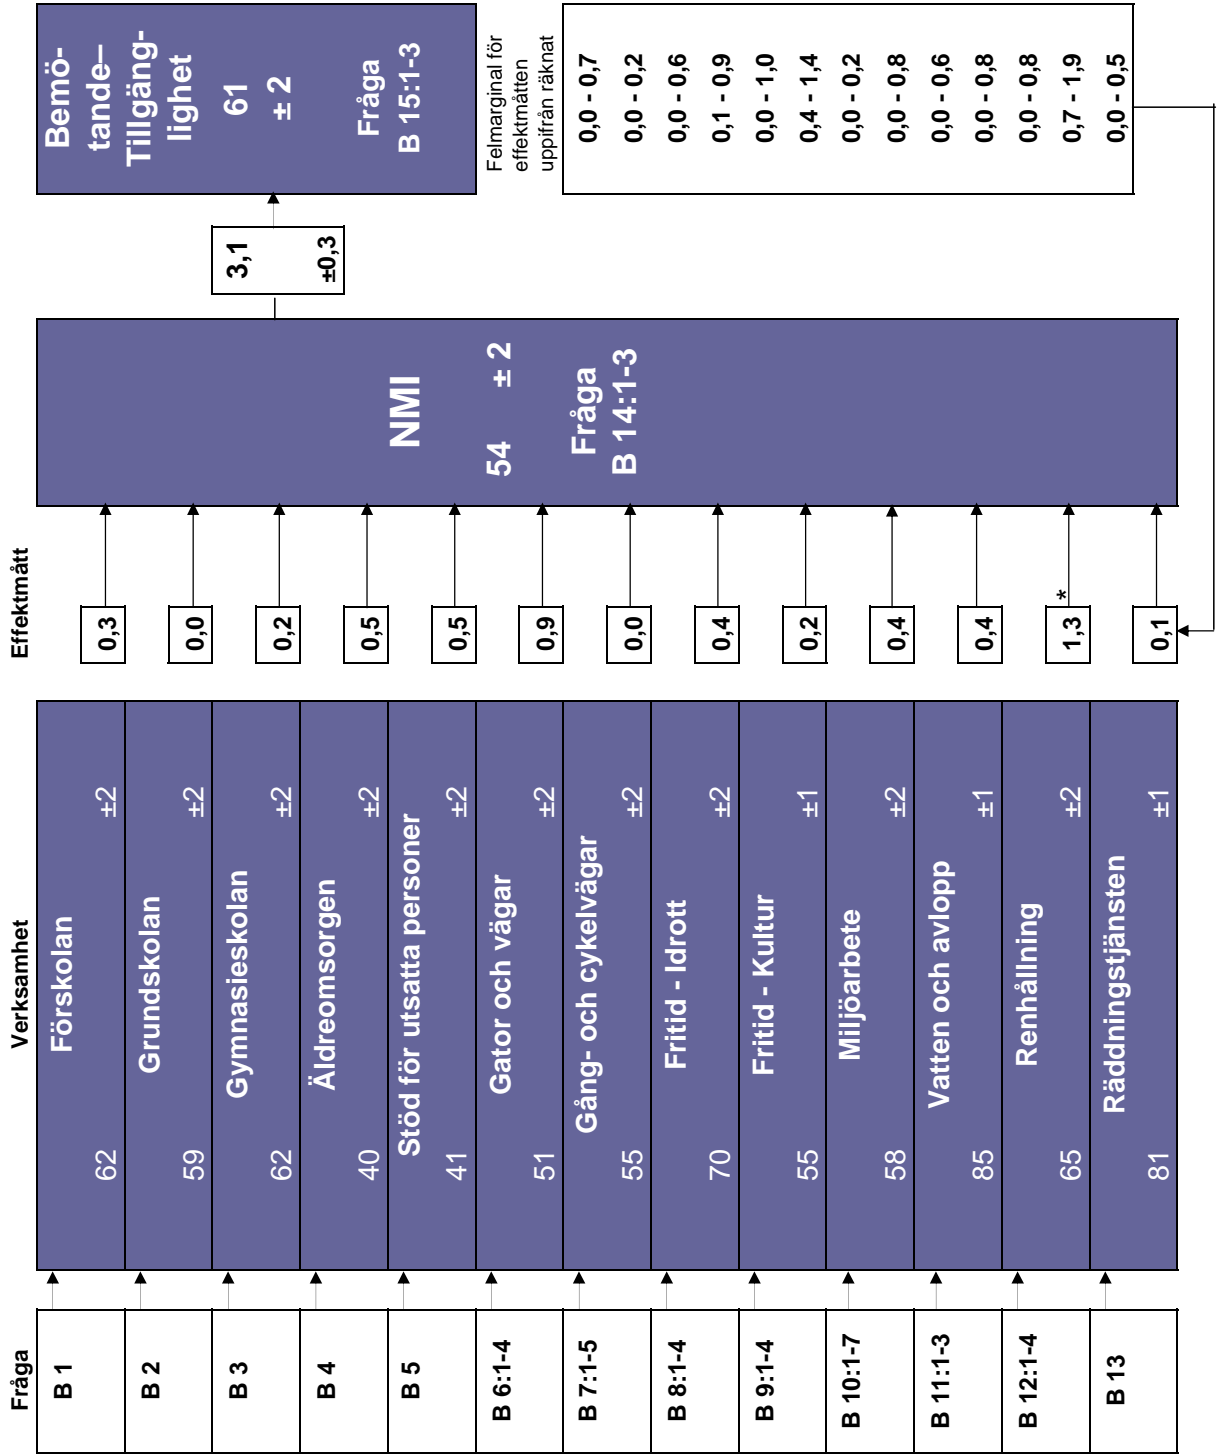 Fråga
Verksamhet
Effektmått
B 1
Förskolan
62 ±2
0,3
B 2
Grundskolan
59 ±2
0,0
B 3
Gymnasieskolan
62 ±2
0,2
B 4
Äldreomsorgen
40 ±2
0,5
B 5
Stöd för utsatta personer
41 ±2
0,5
B 6:1-4
Gator och vägar
51 ±2
0,9
B 7:1-5
Gång- och cykelvägar
55 ±2
0,0
B 8:1-4
Fritid - Idrott
70 ±2
0,4
B 9:1-4
Fritid - Kultur
55 ±1
0,2
B 10:1-7
Miljöarbete
58 ±2
0,4
B 11:1-3
Vatten och avlopp
85 ±1
0,4
B 12:1-4
Renhållning
65 ±2
1,3 *
B 13
Räddningstjänsten
81 ±1
0,1
NMI
54 ± 2
Fråga
B 14:1-3
3,1
±0,3
Bemö-
tande–
Tillgäng-
lighet
61
± 2
Fråga
B 15:1-3
Felmarginal för
effektmåtten
uppifrån räknat
0,0 - 0,7
0,0 - 0,2
0,0 - 0,6
0,1 - 0,9
0,0 - 1,0
0,4 - 1,4
0,0 - 0,2
0,0 - 0,8
0,0 - 0,6
0,0 - 0,8
0,0 - 0,8
0,7 - 1,9
0,0 - 0,5